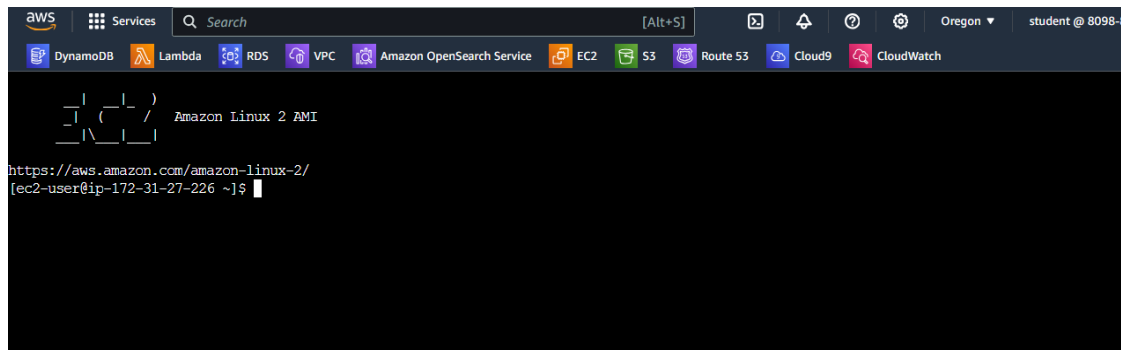 aws Services Search [Alt+S] Oregon ▼ student @ 8098-
DynamoDB Lambda RDS VPC Amazon OpenSearch Service EC2 S3 Route 53 Cloud9 CloudWatch
__|  __|_  )
_|  (     /   Amazon Linux 2 AMI
___|\___|___|
https://aws.amazon.com/amazon-linux-2/
[ec2-user@ip-172-31-27-226 ~]$